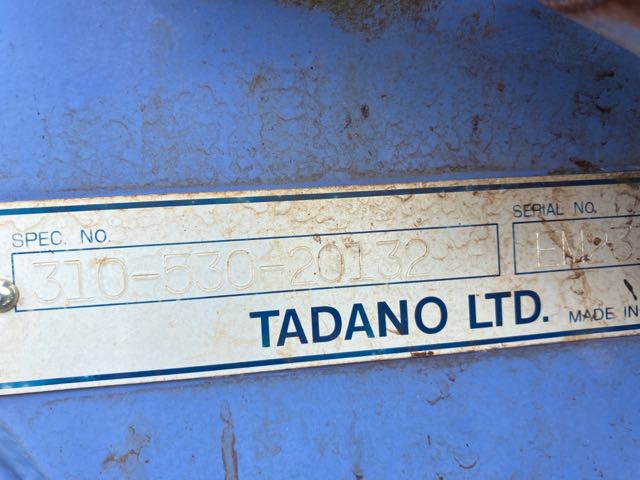 SPEC. NO.
SERIAL NO.
310-530-20132
TADANO LTD.
MADE IN